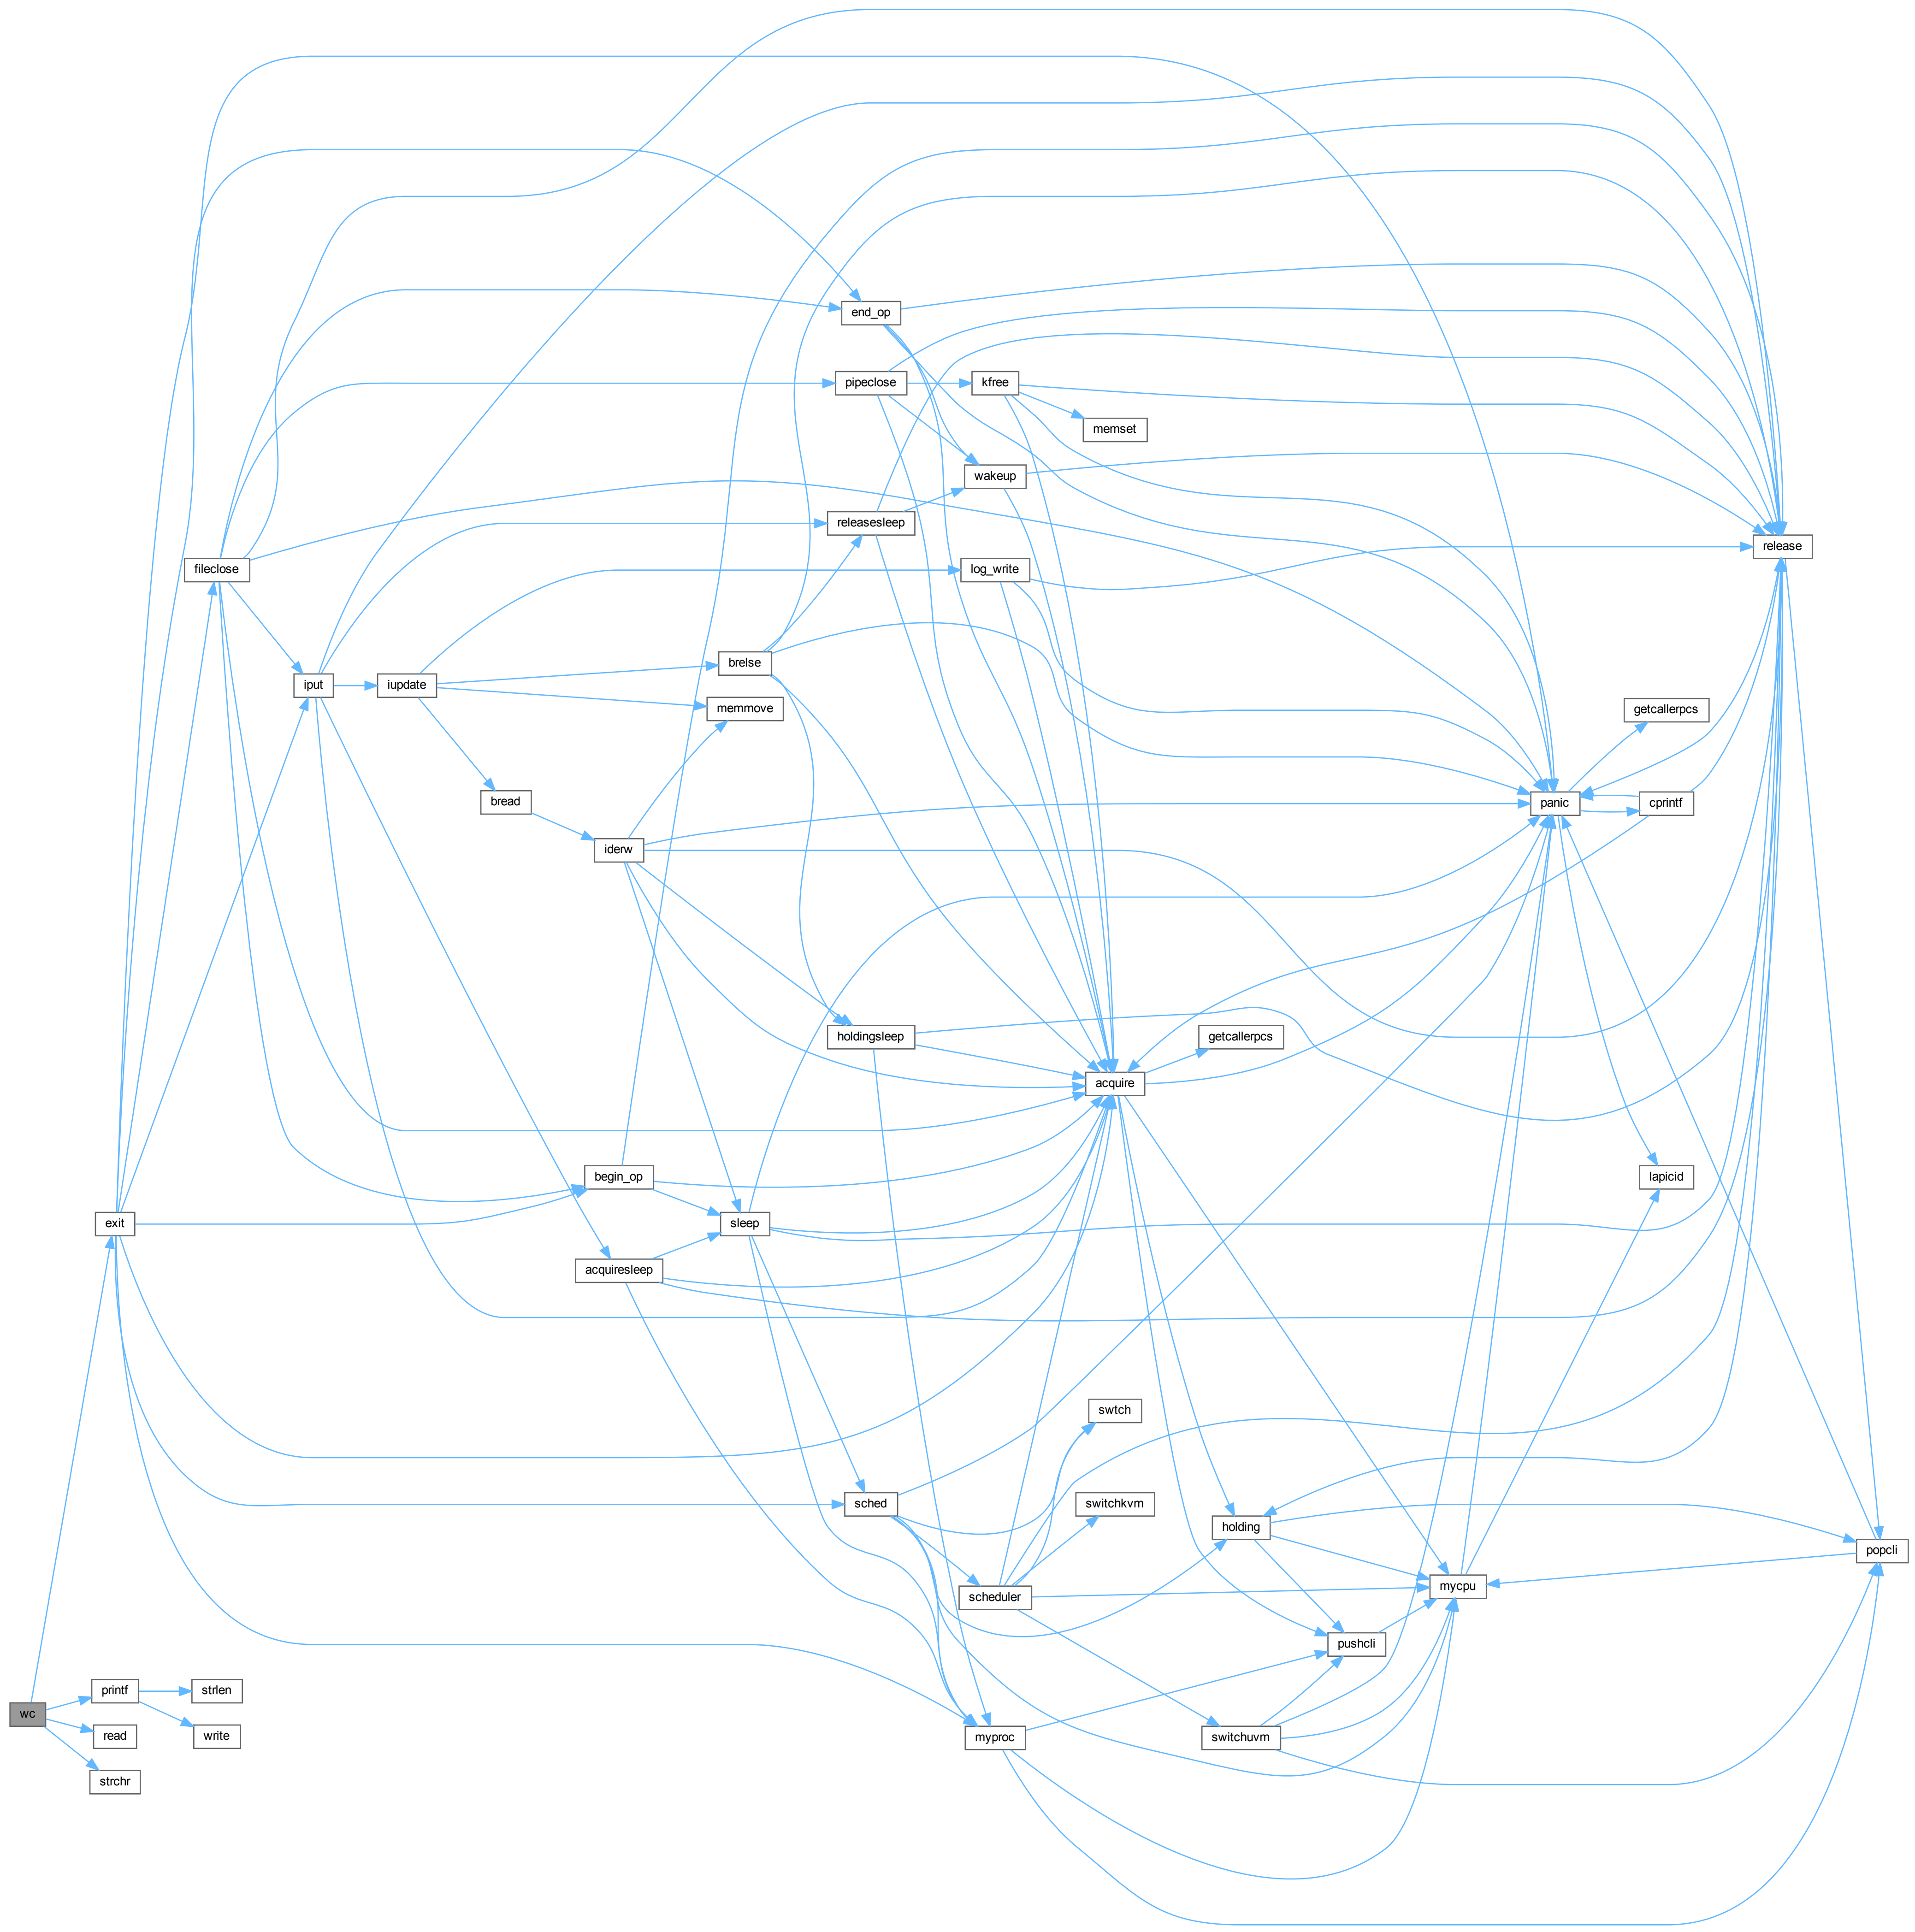 end_op
pipeclose
kfree
memset
wakeup
releasesleep
release
fileclose
log_write
brelse
iput
iupdate
memmove
getcallerpcs
bread
panic
cprintf
iderw
holdingsleep
getcallerpcs
acquire
begin_op
lapicid
exit
sleep
acquiresleep
swtch
sched
switchkvm
holding
popcli
scheduler
mycpu
pushcli
printf
strlen
wc
read
write
myproc
switchuvm
strchr